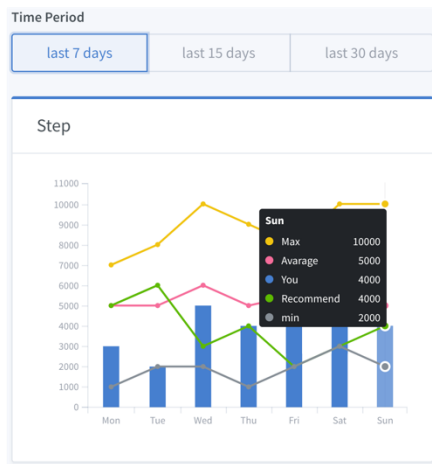 Time Period
last 7 days last 15 days last 30 days
Step
11000
10000
9000
8000
7000
6000
5000
4000
3000
2000
1000
0
Sun
Max 10000
Avarage 5000
You 4000
Recommend 4000
min 2000
Mon Tue Wed Thu Fri Sat Sun